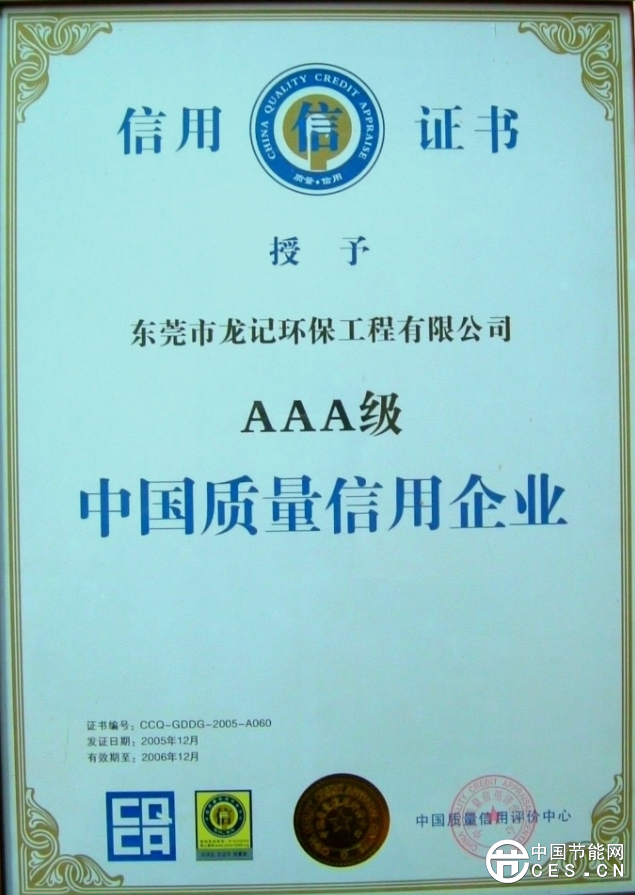 信用
CHINA QUALITY CREDIT APPRAISE
信
质量·信用
证书
授 予
东莞市龙记环保工程有限公司
AAA级
中国质量信用企业
证书编号：CCQ-GDDG-2005-A060
发证日期：2005年12月
有效期至：2006年12月
CQ
CA
中国质量信用评价中心
中国节能网
CES.CN